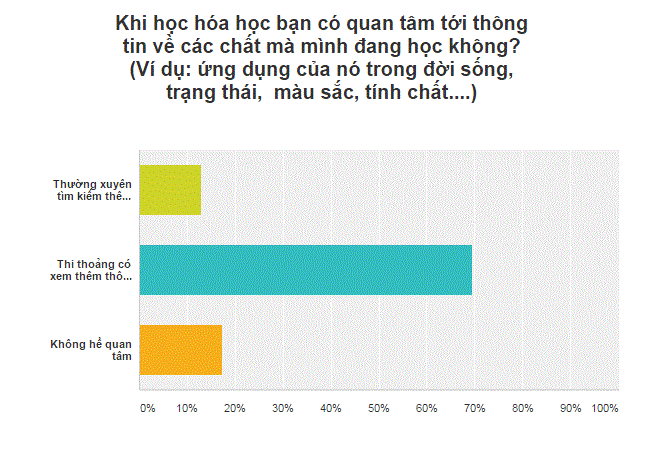 Khi học hóa học bạn có quan tâm tới thông
tin về các chất mà mình đang học không?
(Ví dụ: ứng dụng của nó trong đời sống,
trạng thái, màu sắc, tính chất....)
Thường xuyên
tìm kiếm thê...
Thi thoảng có
xem thêm thô...
Không hề quan
tâm
0% 10% 20% 30% 40% 50% 60% 70% 80% 90% 100%